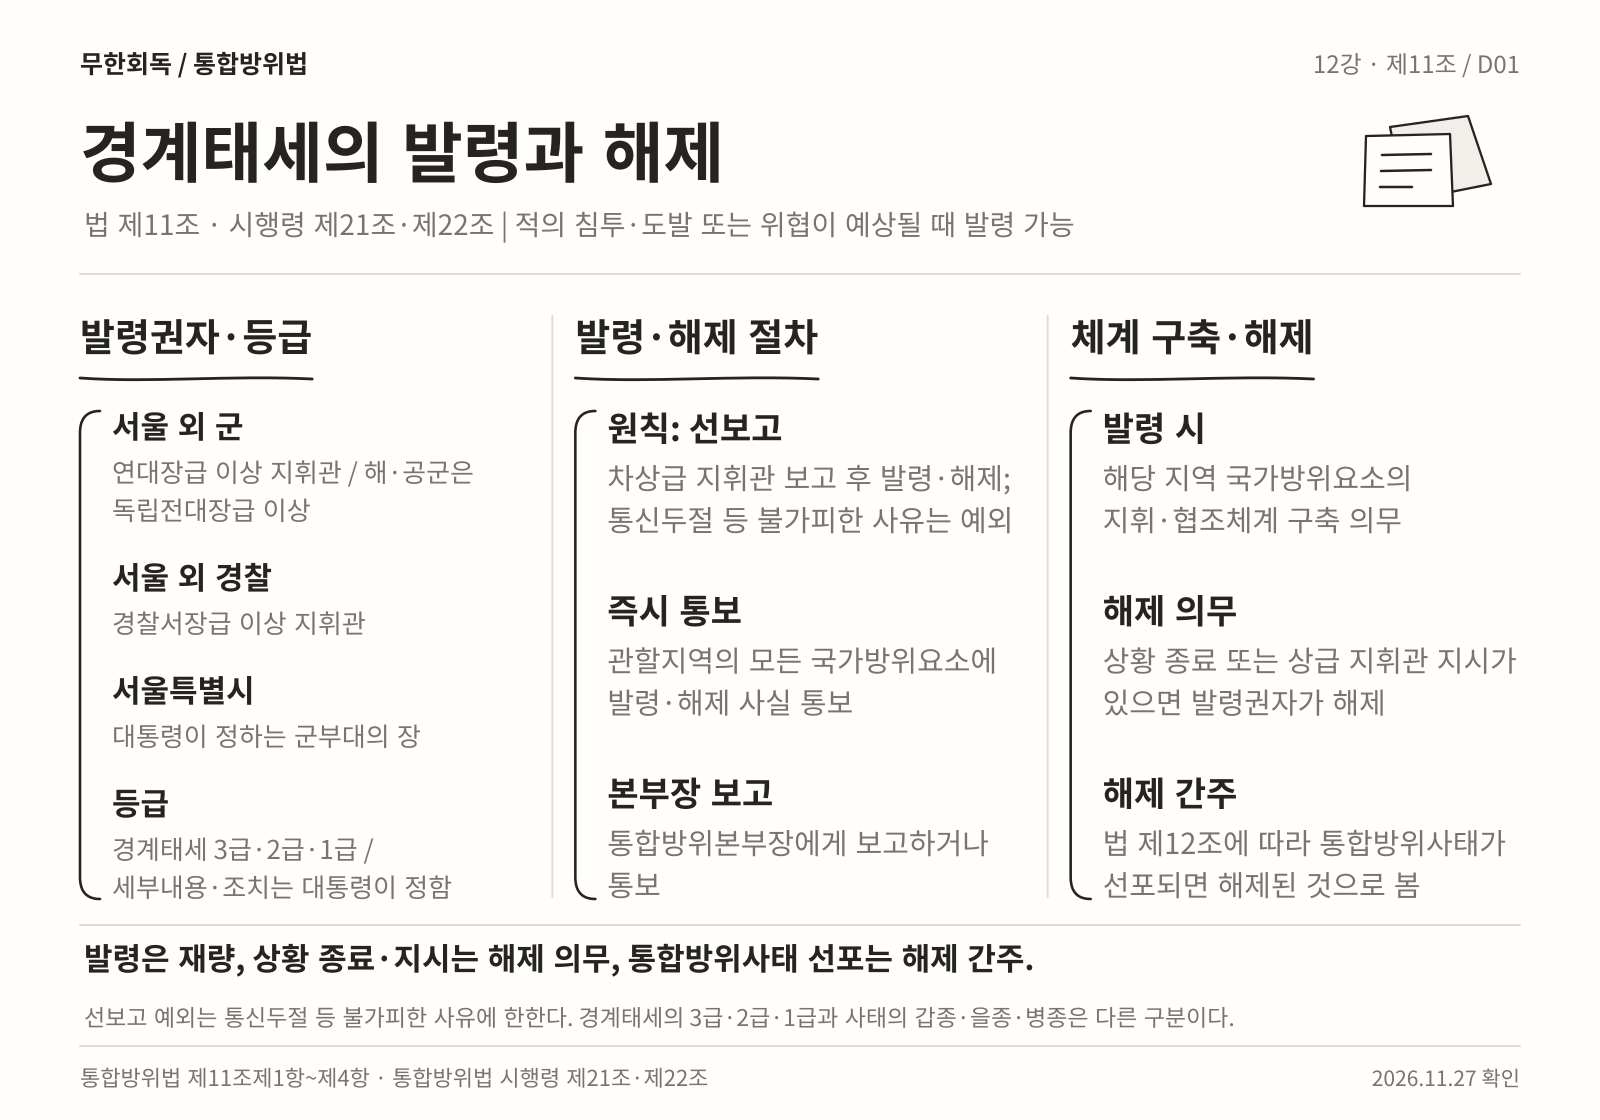 무한회독 / 통합방위법
12강 · 제11조 / D01
경계태세의 발령과 해제
법 제11조 · 시행령 제21조·제22조 | 적의 침투·도발 또는 위협이 예상될 때 발령 가능
발령권자·등급
서울 외 군
연대장급 이상 지휘관 / 해·공군은
독립전대장급 이상
서울 외 경찰
경찰서장급 이상 지휘관
서울특별시
대통령이 정하는 군부대의 장
등급
경계태세 3급·2급·1급 /
세부내용·조치는 대통령이 정함
발령·해제 절차
원칙: 선보고
차상급 지휘관 보고 후 발령·해제;
통신두절 등 불가피한 사유는 예외
즉시 통보
관할지역의 모든 국가방위요소에
발령·해제 사실 통보
본부장 보고
통합방위본부장에게 보고하거나
통보
체계 구축·해제
발령 시
해당 지역 국가방위요소의
지휘·협조체계 구축 의무
해제 의무
상황 종료 또는 상급 지휘관 지시가
있으면 발령권자가 해제
해제 간주
법 제12조에 따라 통합방위사태가
선포되면 해제된 것으로 봄
발령은 재량, 상황 종료·지시는 해제 의무, 통합방위사태 선포는 해제 간주.
선보고 예외는 통신두절 등 불가피한 사유에 한한다. 경계태세의 3급·2급·1급과 사태의 갑종·을종·병종은 다른 구분이다.
통합방위법 제11조제1항~제4항 · 통합방위법 시행령 제21조·제22조
2026.11.27 확인